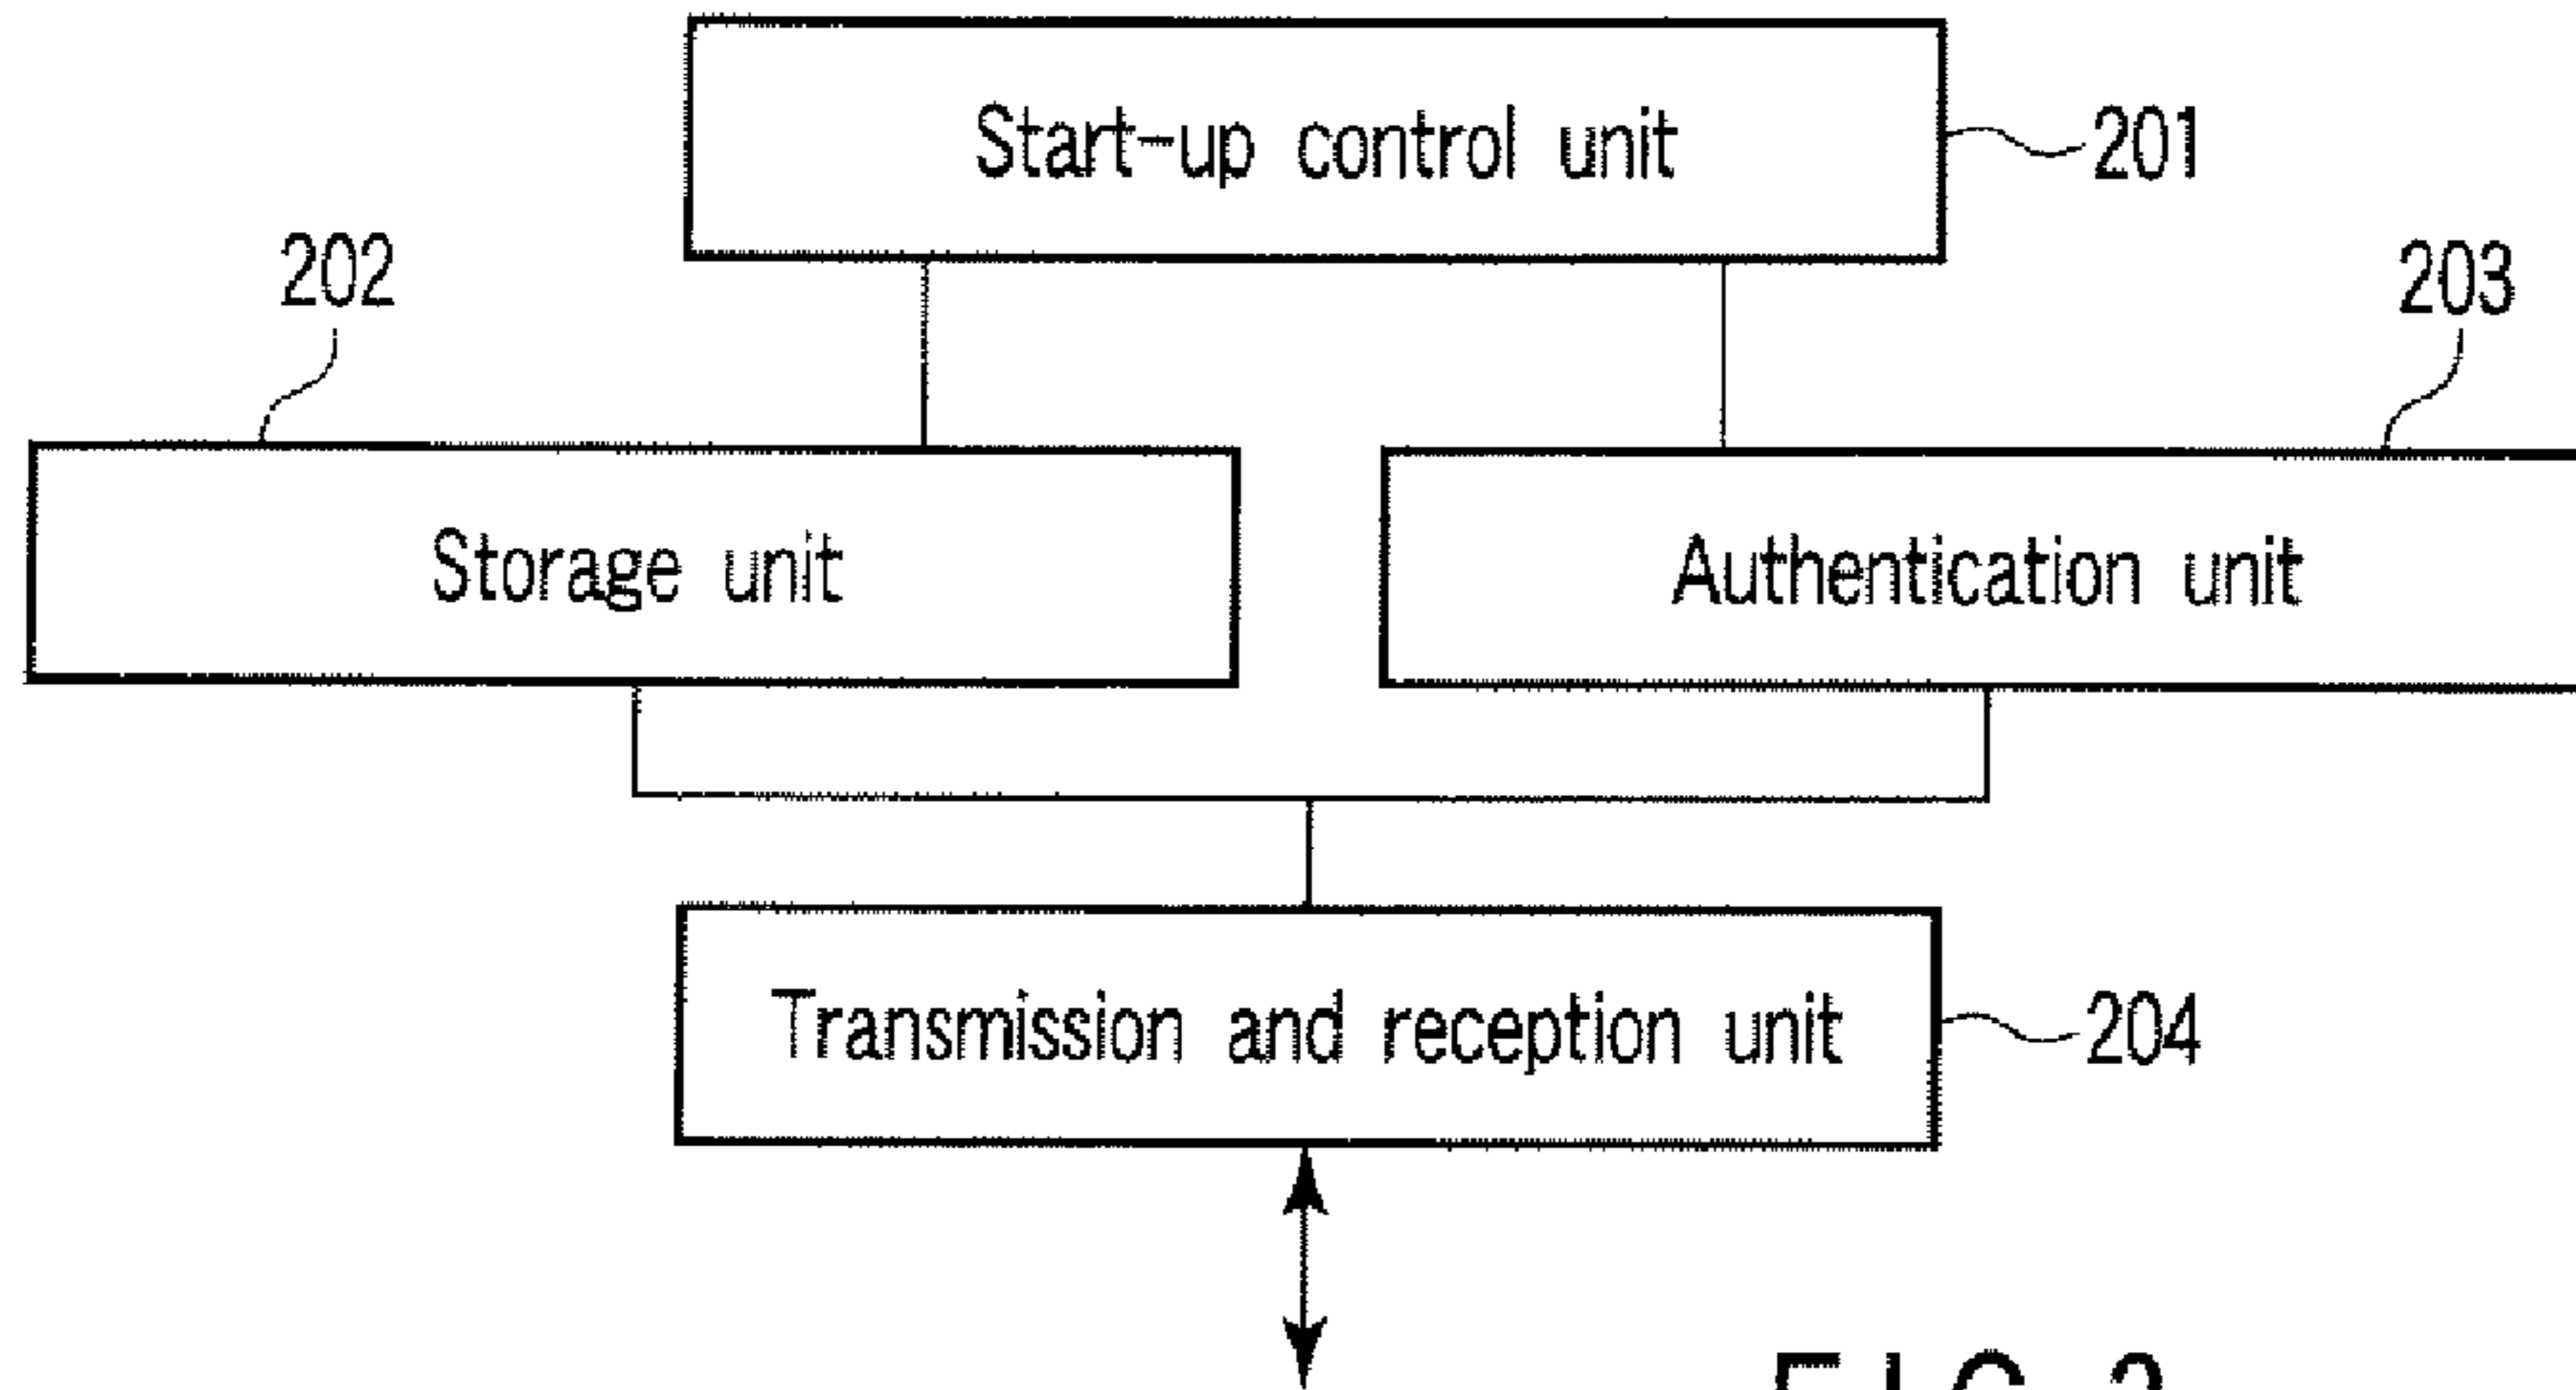 Start-up control unit
201
202
203
Storage unit
Authentication unit
Transmission and reception unit
204